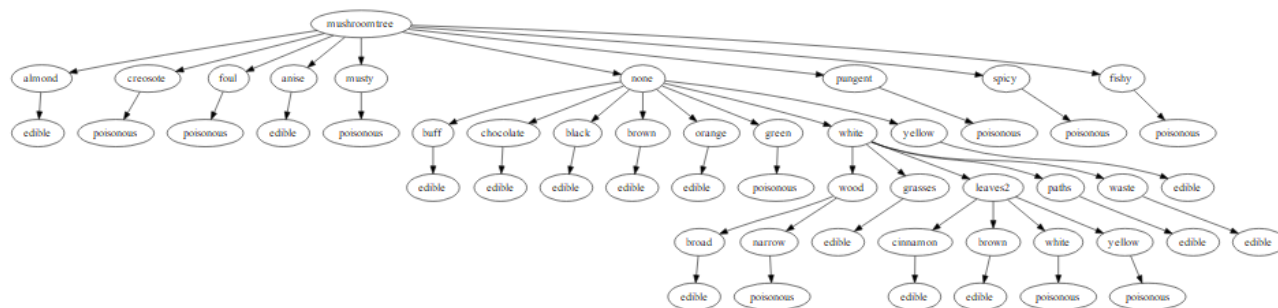 mushroomtree
almond creosote foul anise musty none pungent spicy fishy
edible poisonous poisonous edible poisonous buff chocolate black brown orange green white yellow poisonous poisonous poisonous
edible edible edible edible edible poisonous wood grasses leaves2 paths waste edible
broad narrow edible cinnamon brown white yellow edible edible
edible poisonous edible edible poisonous poisonous